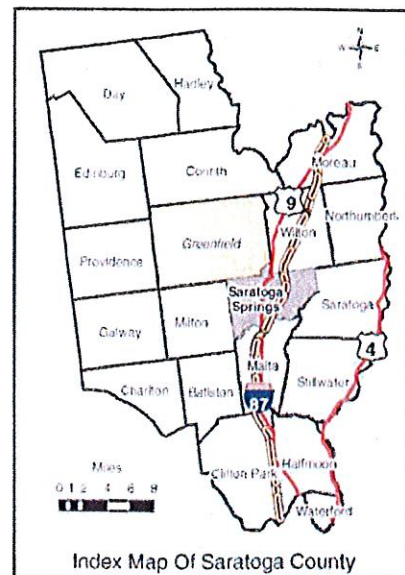 N
W E
S
Day
Hadley
Edinburg
Corinth
Moreau
9
Northumberl
Wilton
Greenfield
Providence
Saratoga
Springs
Saratoga
Galway
Milton
Malta
4
Stillwater
Charlton
Ballston
87
Miles
0 1 2 4 6 8
Clifton Park
Halfmoon
Waterford
Index Map Of Saratoga County